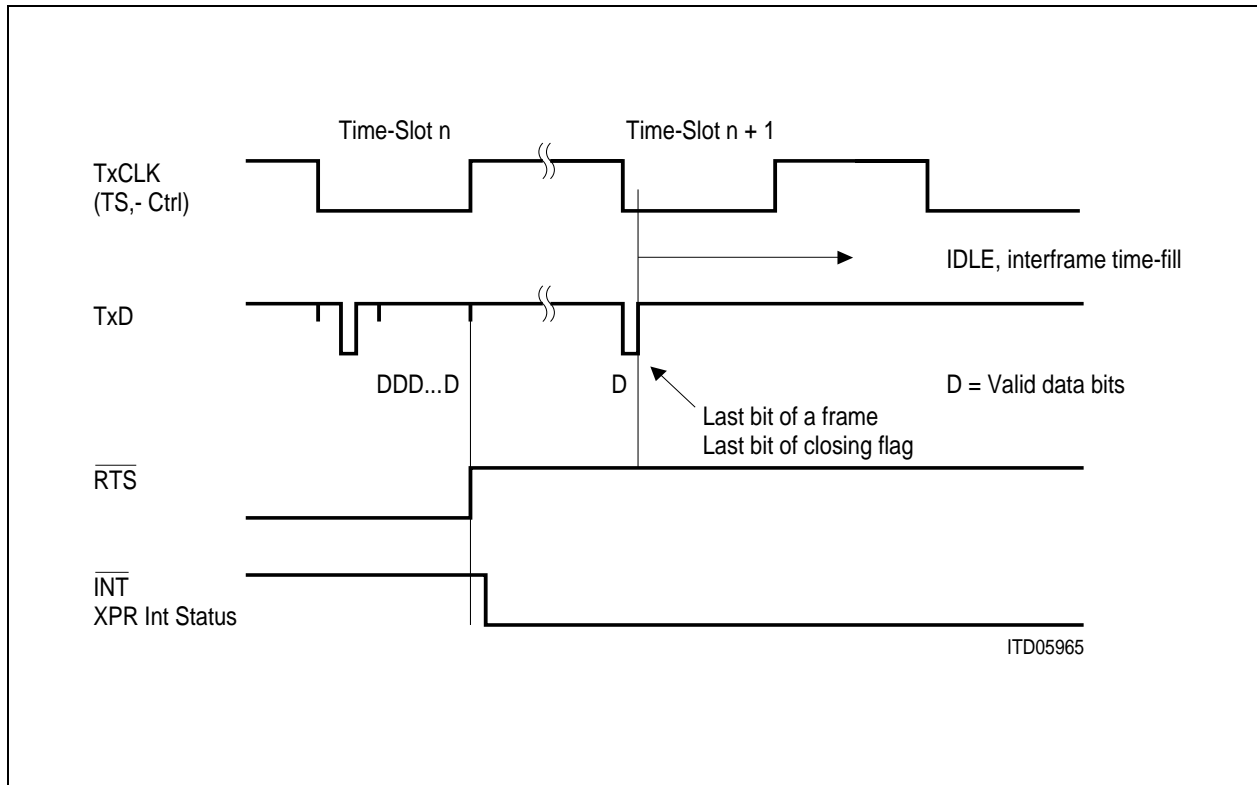 Time-Slot n
Time-Slot n + 1
TxCLK
(TS,- Ctrl)
IDLE, interframe time-fill
TxD
DDD...D
D
D = Valid data bits
Last bit of a frame
Last bit of closing flag
RTS
INT
XPR Int Status
ITD05965